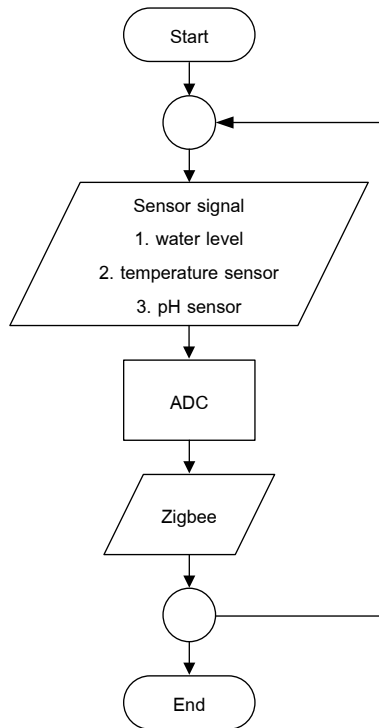 Start
Sensor signal
1. water level
2. temperature sensor
3. pH sensor
ADC
Zigbee
End